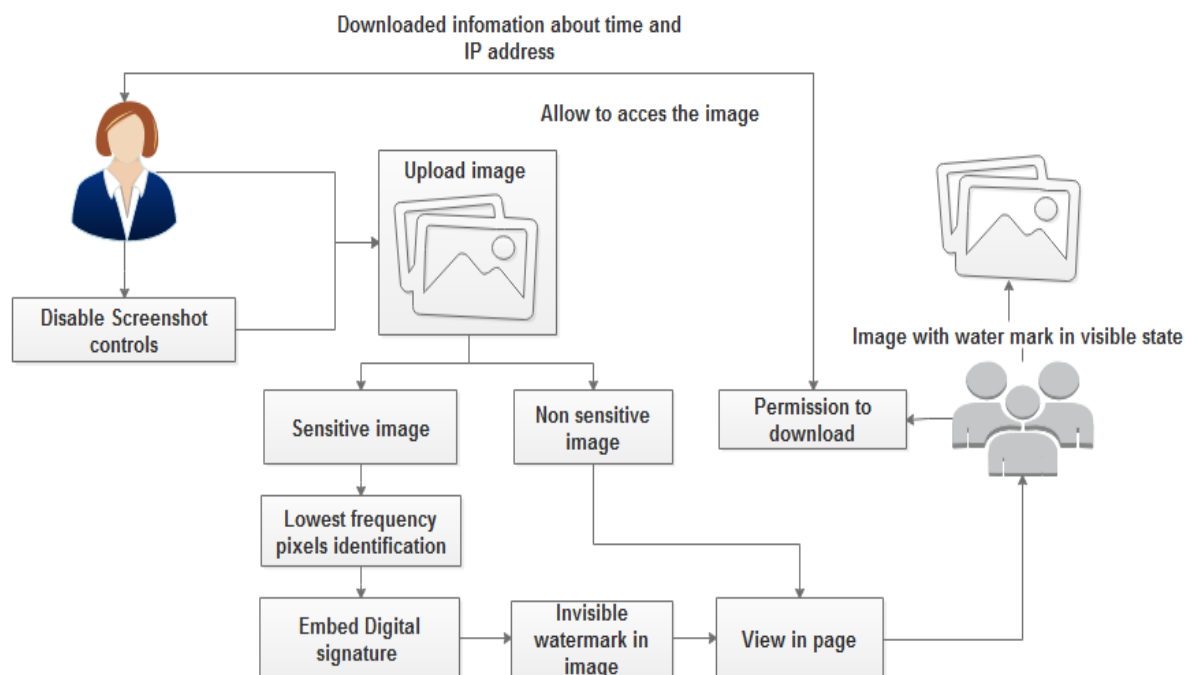 Downloaded infomation about time and
IP address
Allow to acces the image
Upload image
Disable Screenshot
controls
Image with water mark in visible state
Sensitive image
Non sensitive
image
Permission to
download
Lowest frequency
pixels identification
Embed Digital
signature
Invisible
watermark in
image
View in page